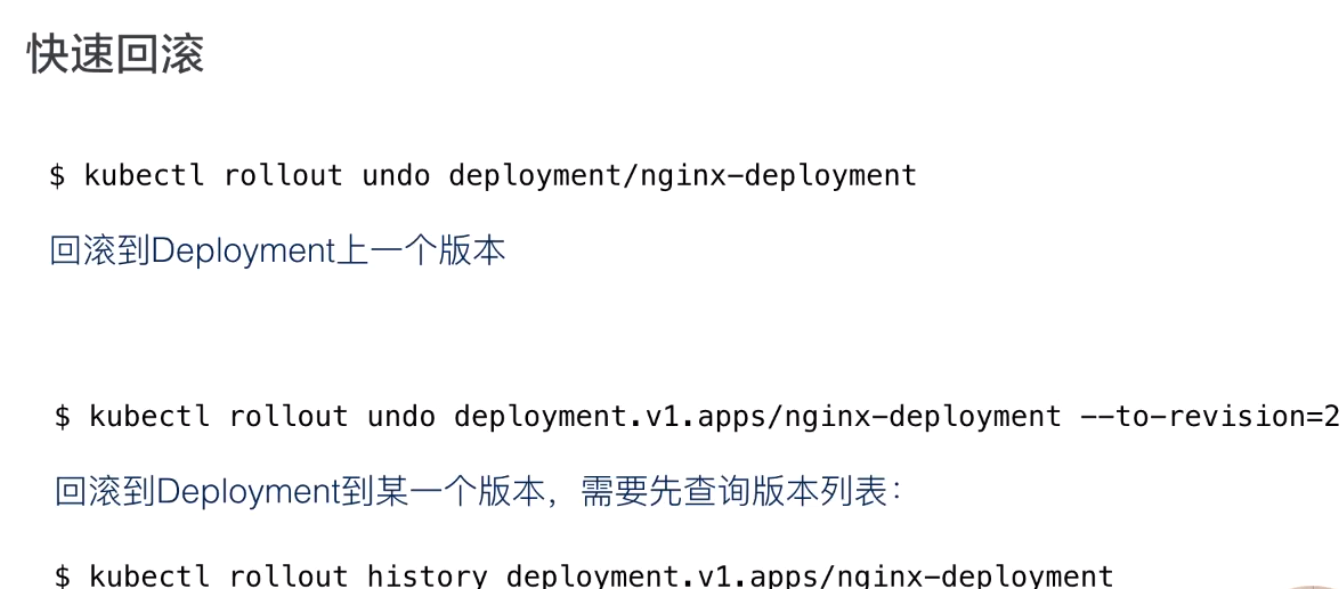 快速回滚
$ kubectl rollout undo deployment/nginx-deployment
回滚到Deployment上一个版本
$ kubectl rollout undo deployment.v1.apps/nginx-deployment --to-revision=2
回滚到Deployment到某一个版本，需要先查询版本列表：
$ kubectl rollout history deployment.v1.apps/nginx-deployment